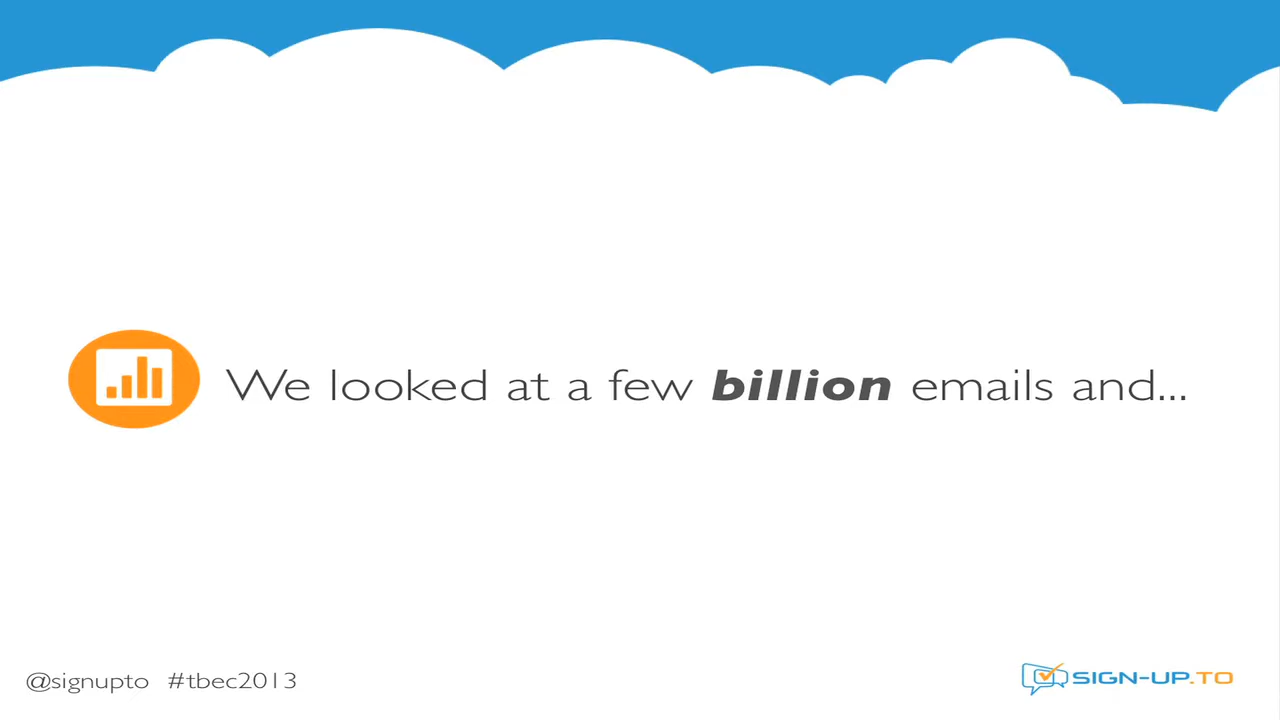 We looked at a few billion emails and...
@signupto #tbec2013
SIGN-UP.TO